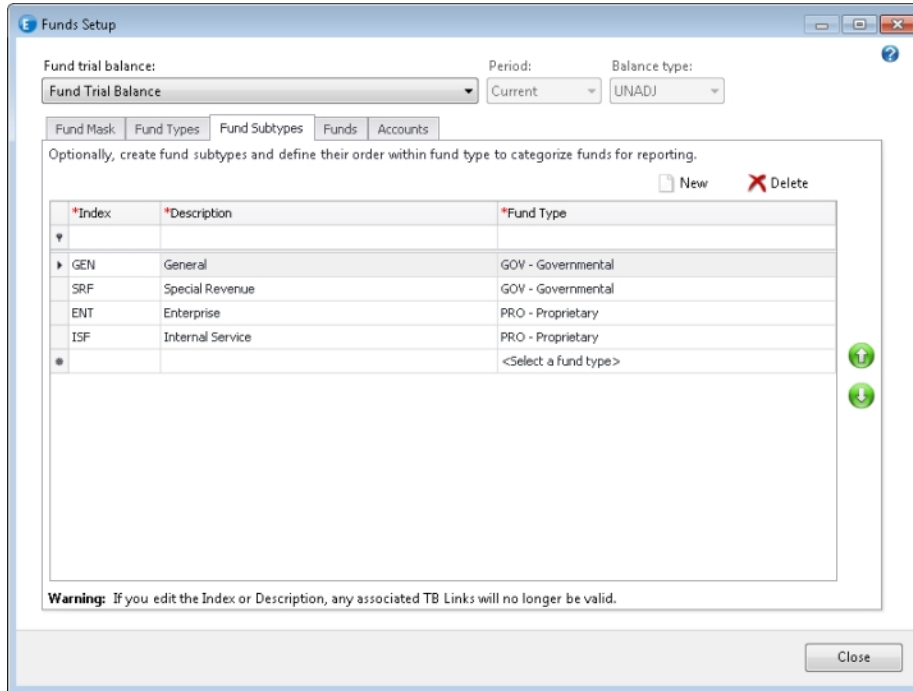 Funds Setup
Fund trial balance: Period: Balance type:
Fund Trial Balance Current UNADJ
Fund Mask Fund Types Fund Subtypes Funds Accounts
Optionally, create fund subtypes and define their order within fund type to categorize funds for reporting.
New Delete
*Index *Description *Fund Type
GEN General GOV - Governmental
SRF Special Revenue GOV - Governmental
ENT Enterprise PRO - Proprietary
ISF Internal Service PRO - Proprietary
<Select a fund type>
Warning: If you edit the Index or Description, any associated TB Links will no longer be valid.
Close